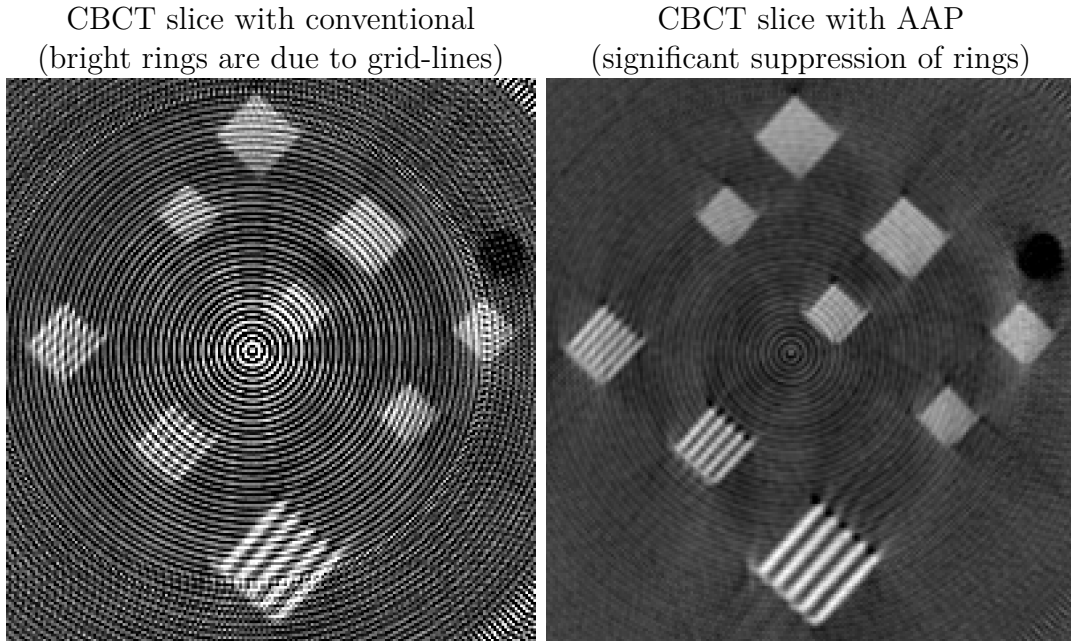 CBCT slice with conventional
(bright rings are due to grid-lines)
CBCT slice with AAP
(significant suppression of rings)